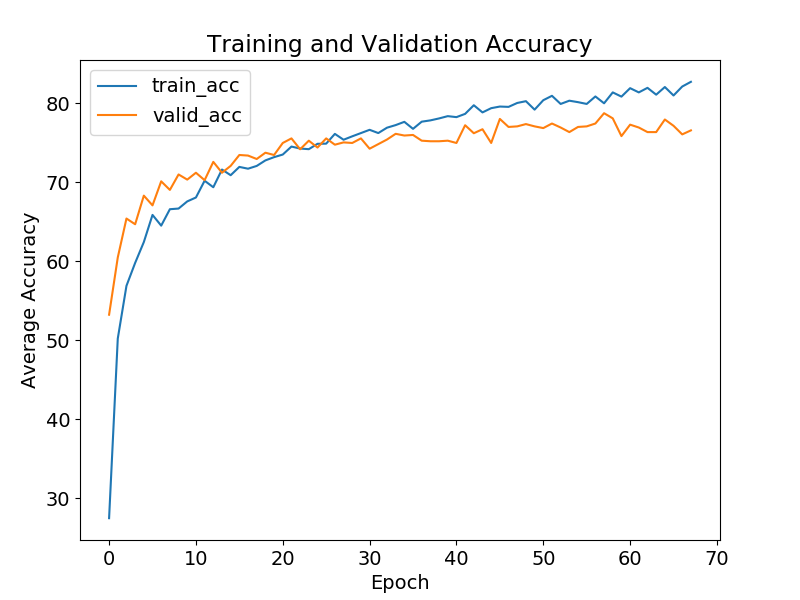 Training and Validation Accuracy
train_acc
valid_acc
80
70
60
50
40
30
Average Accuracy
0 10 20 30 40 50 60 70
Epoch